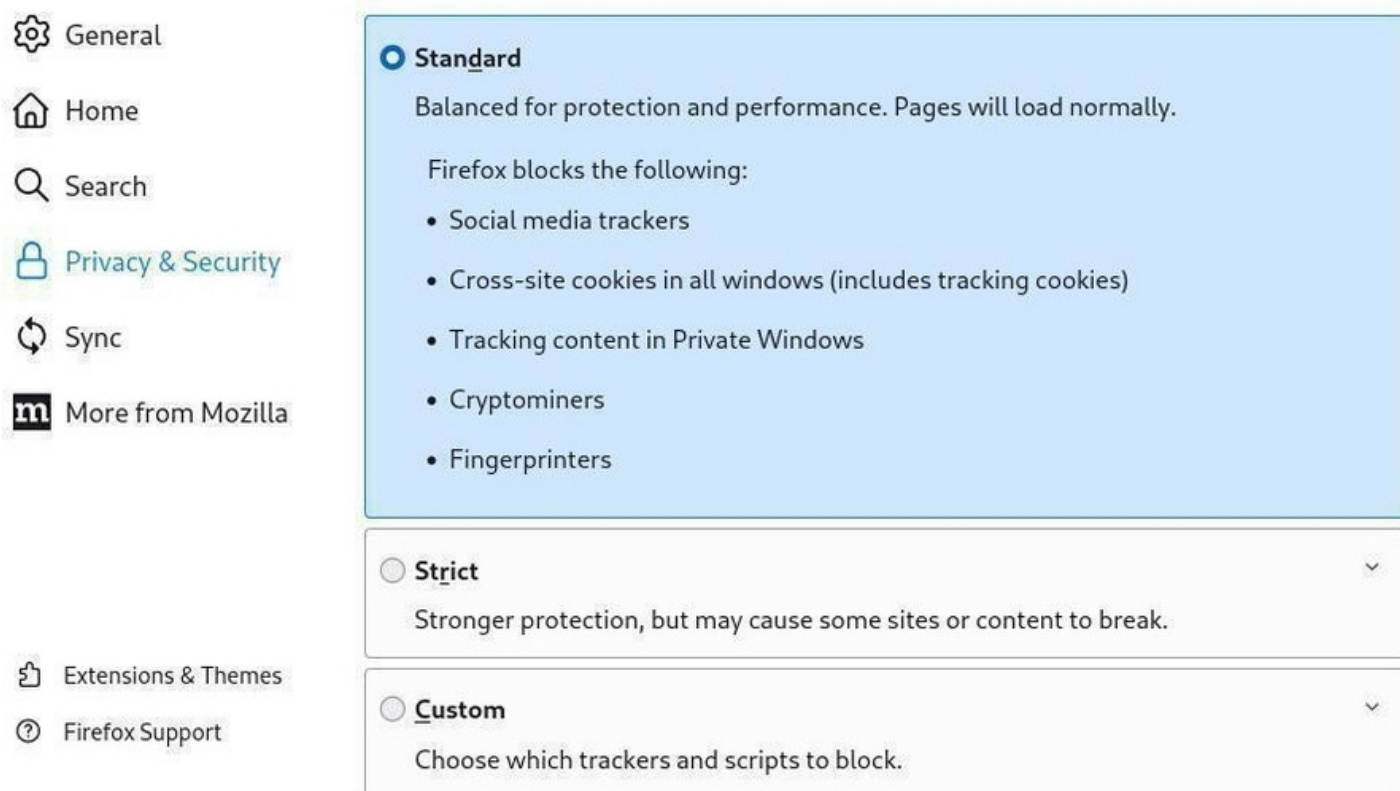 General
Home
Search
Privacy & Security
Sync
m More from Mozilla
Extensions & Themes
Firefox Support
Standard
Balanced for protection and performance. Pages will load normally.
Firefox blocks the following:
• Social media trackers
• Cross-site cookies in all windows (includes tracking cookies)
• Tracking content in Private Windows
• Cryptominers
• Fingerprinters
Strict
Stronger protection, but may cause some sites or content to break.
Custom
Choose which trackers and scripts to block.